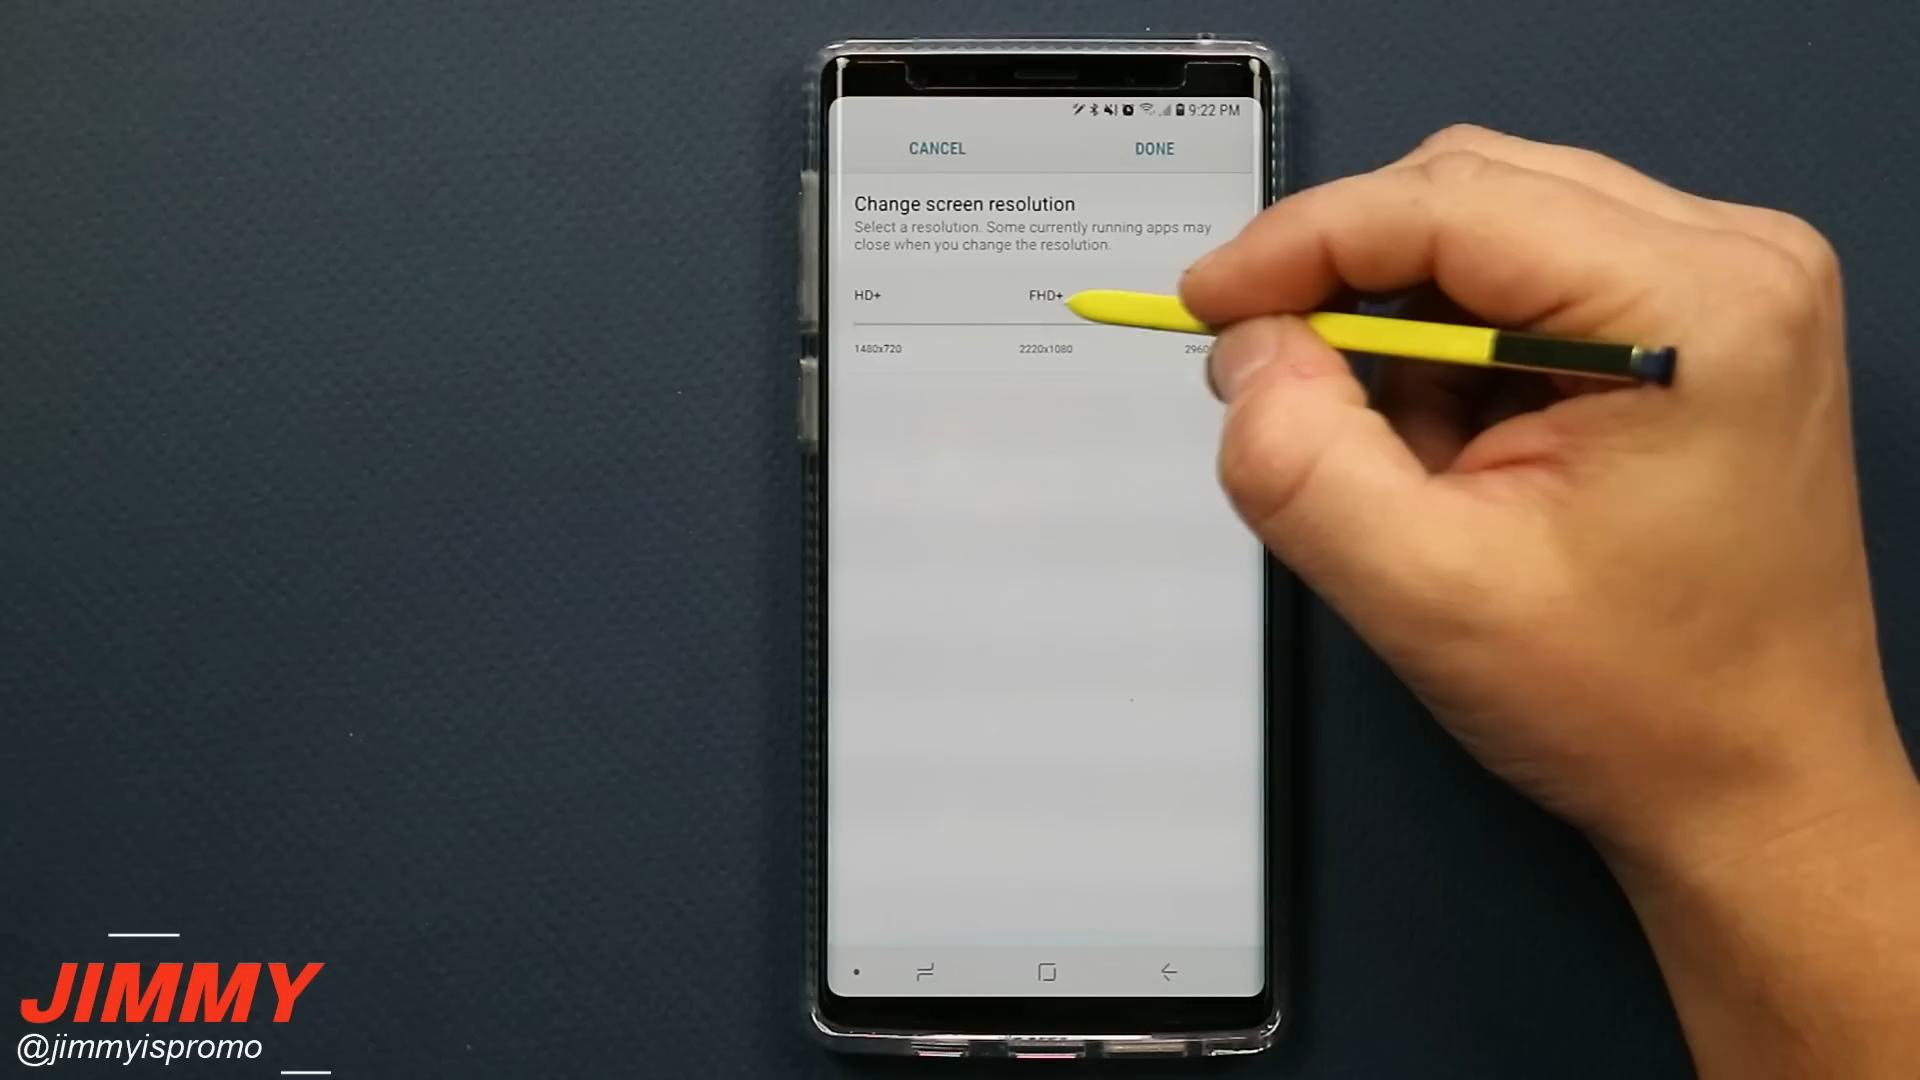 9:22 PM
CANCEL DONE
Change screen resolution
Select a resolution. Some currently running apps may
close when you change the resolution.
HD+ FHD+
1480x720 2220x1080 2960
JIMMY
@jimmyispromo